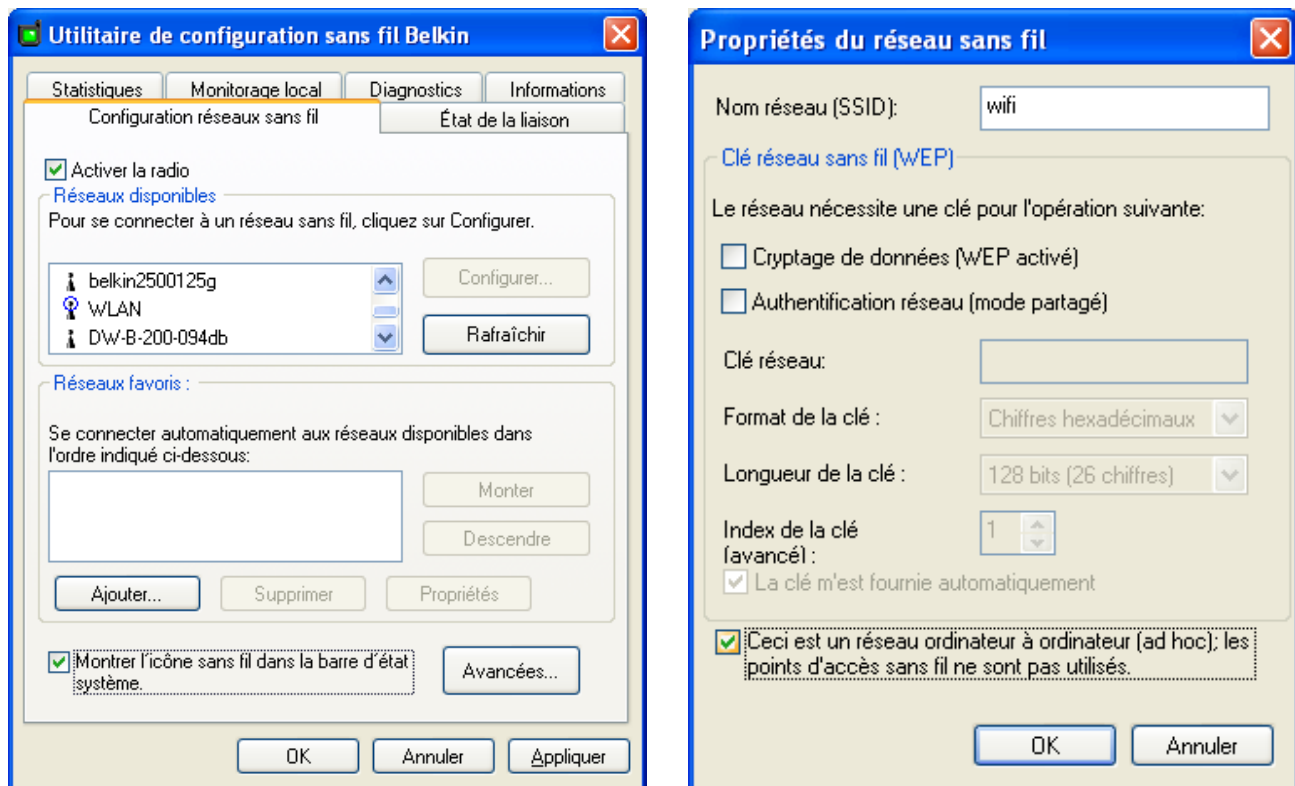 Utilitaire de configuration sans fil Belkin
Statistiques
Monitorage local
Diagnostics
Informations
Configuration réseaux sans fil
État de la liaison
Activer la radio
Réseaux disponibles
Pour se connecter à un réseau sans fil, cliquez sur Configurer.
belkin2500125g
WLAN
DW-B-200-094db
Configurer...
Rafraîchir
Réseaux favoris :
Se connecter automatiquement aux réseaux disponibles dans
l'ordre indiqué ci-dessous:
Monter
Descendre
Ajouter...
Supprimer
Propriétés
Montrer l'icône sans fil dans la barre d'état
système.
Avancées...
OK
Annuler
Appliquer
Propriétés du réseau sans fil
Nom réseau (SSID):
wifi
Clé réseau sans fil (WEP)
Le réseau nécessite une clé pour l'opération suivante:
Cryptage de données (WEP activé)
Authentification réseau (mode partagé)
Clé réseau:
Format de la clé :
Chiffres hexadécimaux
Longueur de la clé :
128 bits (26 chiffres)
Index de la clé
(avancé) :
1
La clé m'est fournie automatiquement
Ceci est un réseau ordinateur à ordinateur (ad hoc); les
points d'accès sans fil ne sont pas utilisés.
OK
Annuler